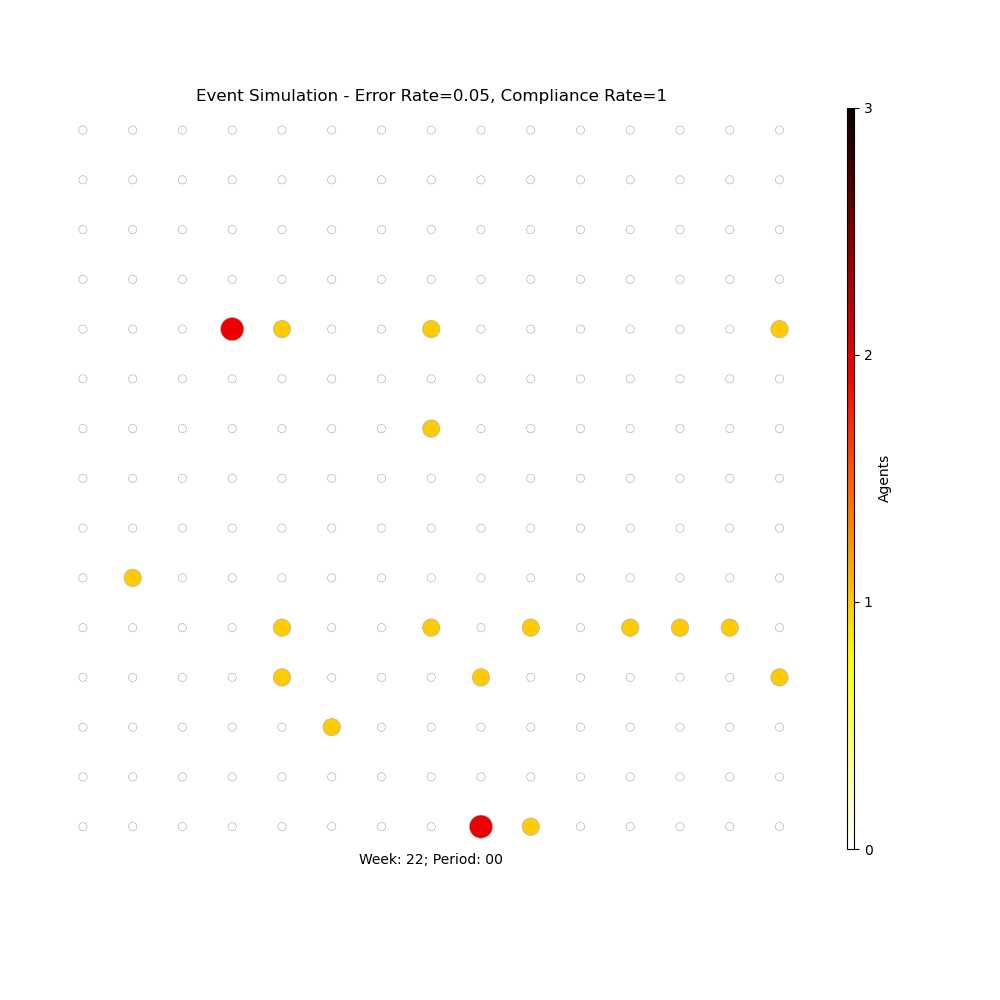 Event Simulation - Error Rate=0.05, Compliance Rate=1
3
2
1
0
Agents
Week: 22; Period: 00